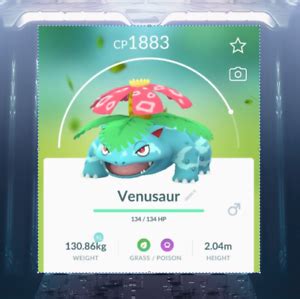 CP1883
Venusaur
134 / 134 HP
130.86kg
GRASS / POISON
2.04m
WEIGHT
HEIGHT